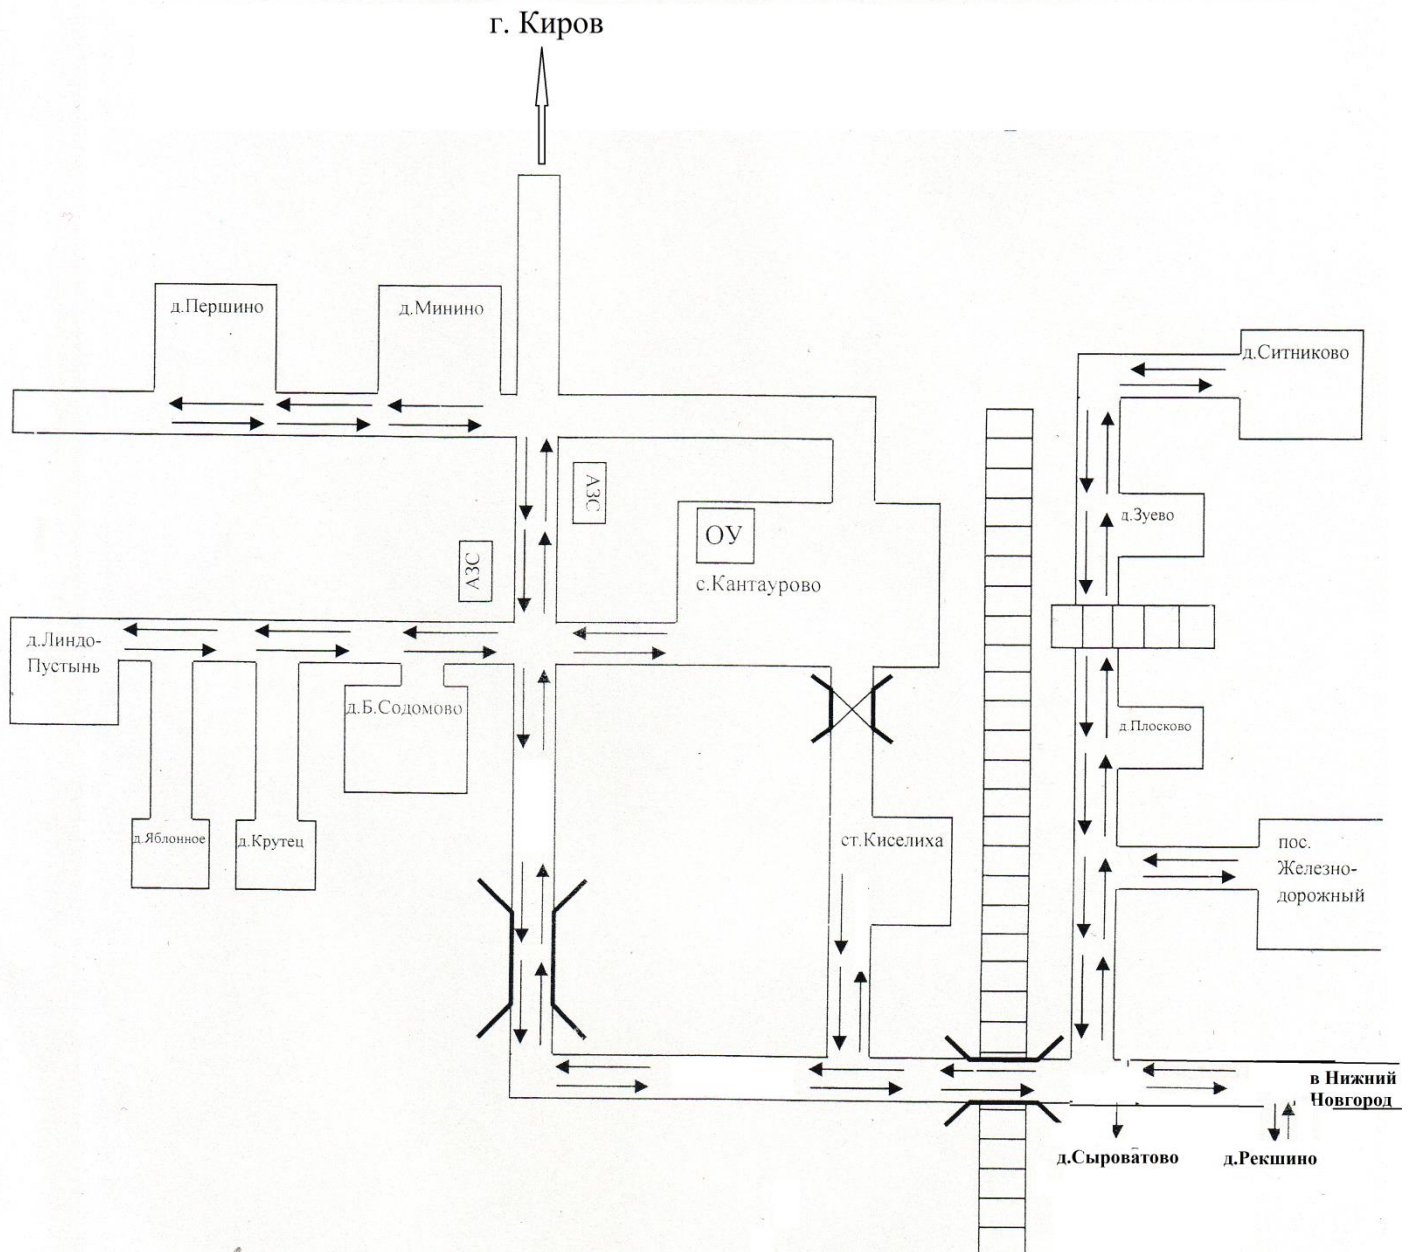 г. Киров
д.Першино
д.Минино
д.Ситниково
АЗС
ОУ
д.Зуево
АЗС
с.Кантаурово
д.Линдо-
Пустынь
д.Б.Содомово
д.Плосково
д.Яблонное
д.Крутец
ст.Киселиха
пос.
Железно-
дорожный
в Нижний
Новгород
д.Сыроватово
д.Рекшино